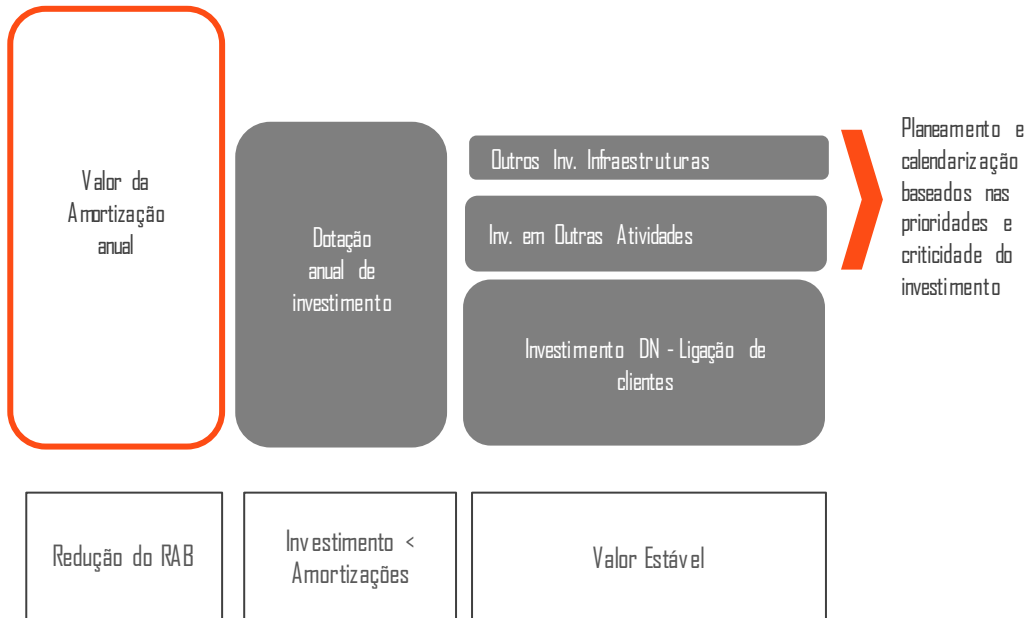 Valor da
Amortização
anual
Dotação
anual de
investimento
Outros Inv. Infraestruturas
Inv. em Outras Atividades
Investimento DN - Ligação de
clientes
Planeamento e
calendarização
baseados nas
prioridades e
criticidade do
investimento
Redução do RAB
Investimento <
Amortizações
Valor Estável